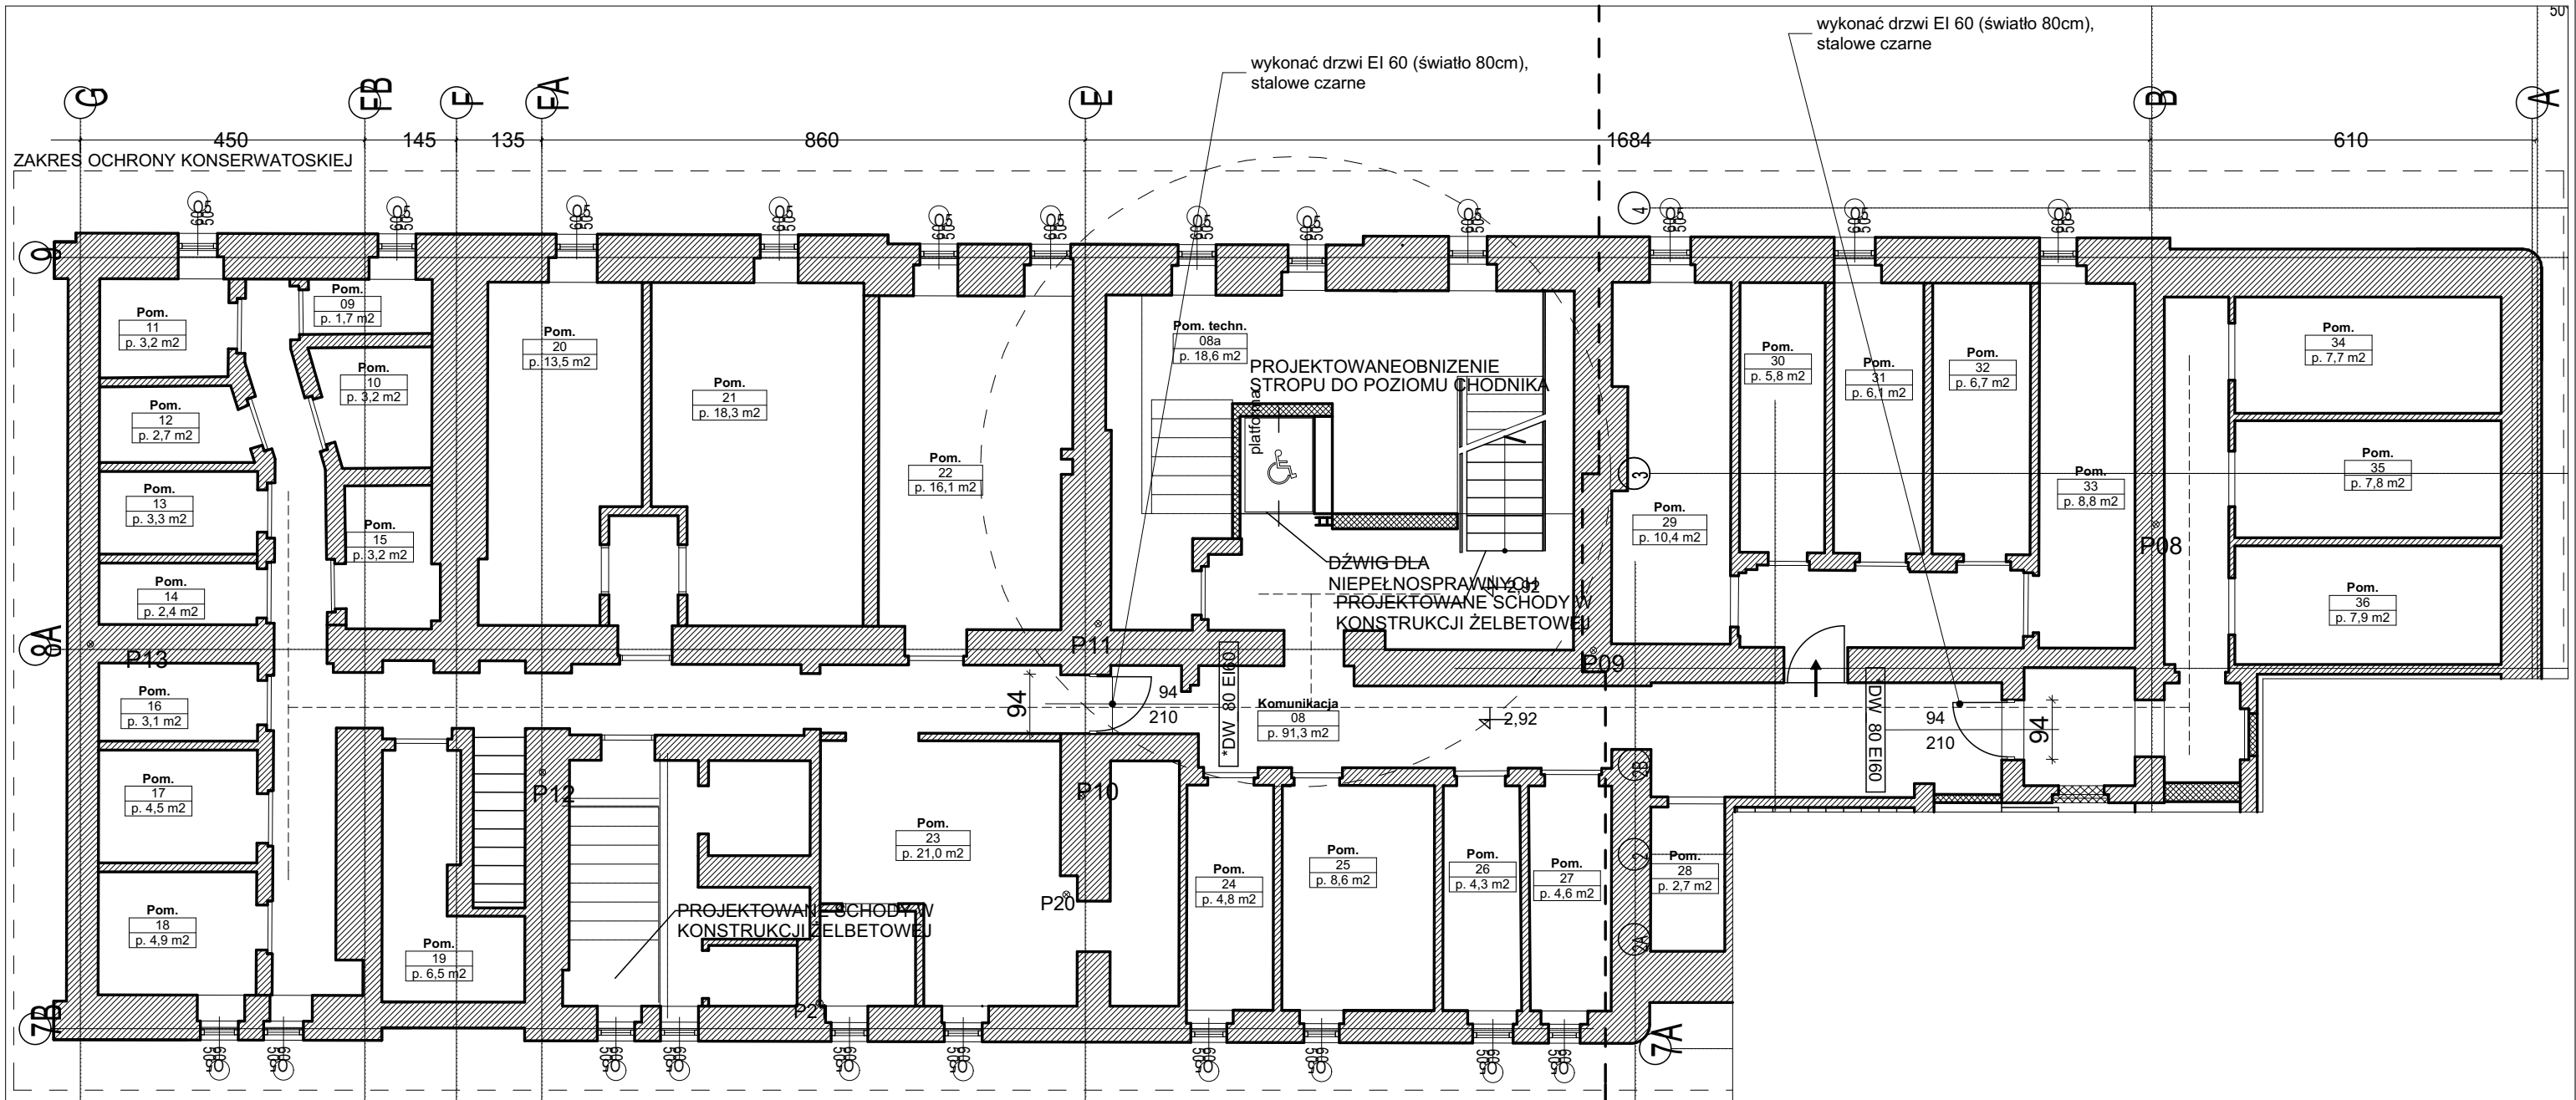 wykonać drzwi EI 60 (światło 80cm),
stalowe czarne
wykonać drzwi EI 60 (światło 80cm),
stalowe czarne
50
G
FB
F
FA
E
B
A
450
145
135
860
1684
610
ZAKRES OCHRONY KONSERWATOSKIEJ
9
4
3
8A
7B
7A
2B
2
2A
Pom.
11
p. 3,2 m2
Pom.
09
p. 1,7 m2
Pom.
12
p. 2,7 m2
Pom.
10
p. 3,2 m2
Pom.
13
p. 3,3 m2
Pom.
15
p. 3,2 m2
Pom.
14
p. 2,4 m2
Pom.
16
p. 3,1 m2
Pom.
17
p. 4,5 m2
Pom.
18
p. 4,9 m2
Pom.
19
p. 6,5 m2
Pom.
20
p. 13,5 m2
Pom.
21
p. 18,3 m2
Pom.
22
p. 16,1 m2
Pom. techn.
08a
p. 18,6 m2
PROJEKTOWANEOBNIZENIE
STROPU DO POZIOMU CHODNIKA
platforma
DŹWIG DLA
NIEPEŁNOSPRAWNYCH
-2,92
PROJEKTOWANE SCHODY W
KONSTRUKCJI ŻELBETOWEJ
Pom.
29
p. 10,4 m2
Pom.
30
p. 5,8 m2
Pom.
31
p. 6,1 m2
Pom.
32
p. 6,7 m2
Pom.
33
p. 8,8 m2
Pom.
34
p. 7,7 m2
Pom.
35
p. 7,8 m2
Pom.
36
p. 7,9 m2
P13
P12
P11
P10
P09
P08
P20
94
94
210
*DW 80 EI60
Komunikacja
08
p. 91,3 m2
-2,92
DW 80 EI60
94
210
94
Pom.
23
p. 21,0 m2
PROJEKTOWANE SCHODY W
KONSTRUKCJI ŻELBETOWEJ
Pom.
24
p. 4,8 m2
Pom.
25
p. 8,6 m2
Pom.
26
p. 4,3 m2
Pom.
27
p. 4,6 m2
Pom.
28
p. 2,7 m2